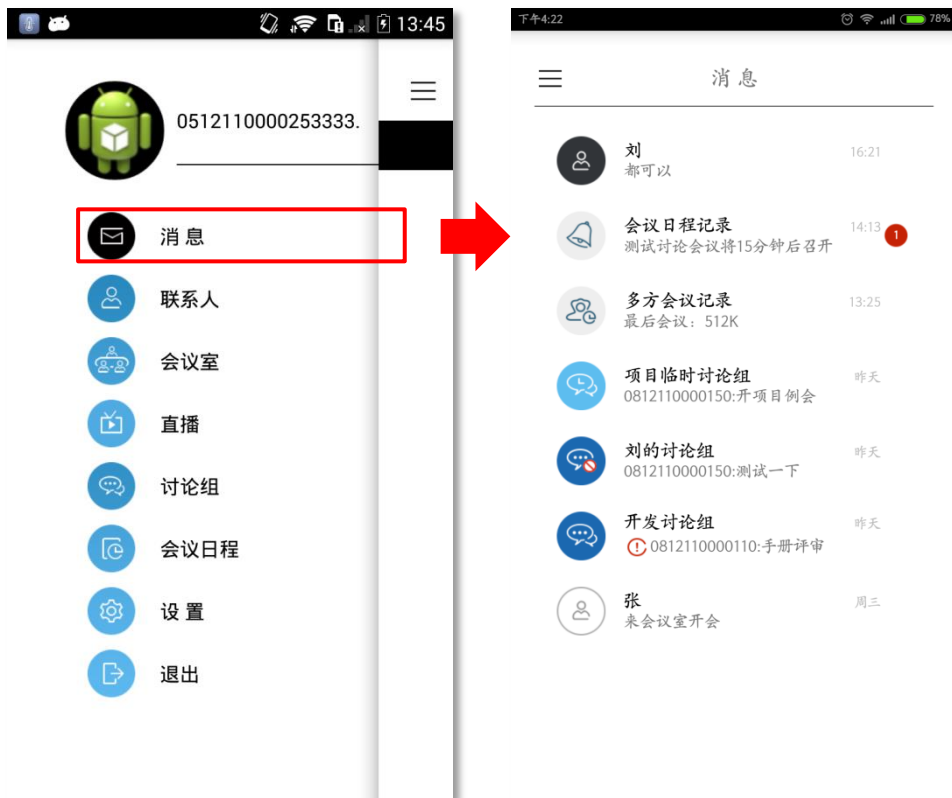 13:45
0512110000253333.
消 息
联系人
会议室
直播
讨论组
会议日程
设 置
退出
下午4:22
78%
消 息
刘
16:21
都可以
会议日程记录
14:13
1
测试讨论会议将15分钟后召开
多方会议记录
13:25
最后会议：512K
项目临时讨论组
昨天
0812110000150:开项目例会
刘的讨论组
昨天
0812110000150:测试一下
开发讨论组
昨天
0812110000110:手册评审
张
周三
来会议室开会